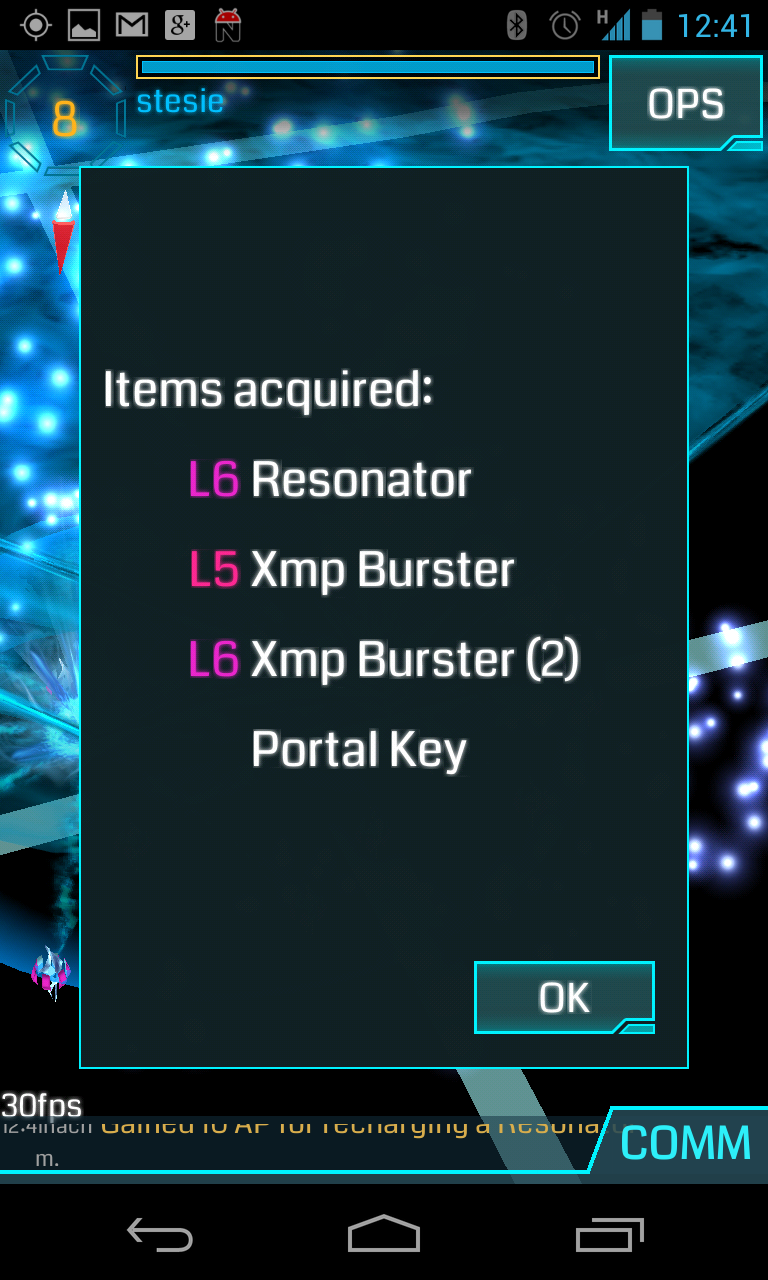 H 12:41
8
stesie
OPS
Items acquired:
L6 Resonator
L5 Xmp Burster
L6 Xmp Burster (2)
Portal Key
OK
30fps
Gained 10 AP for recharging a
m.
COMM